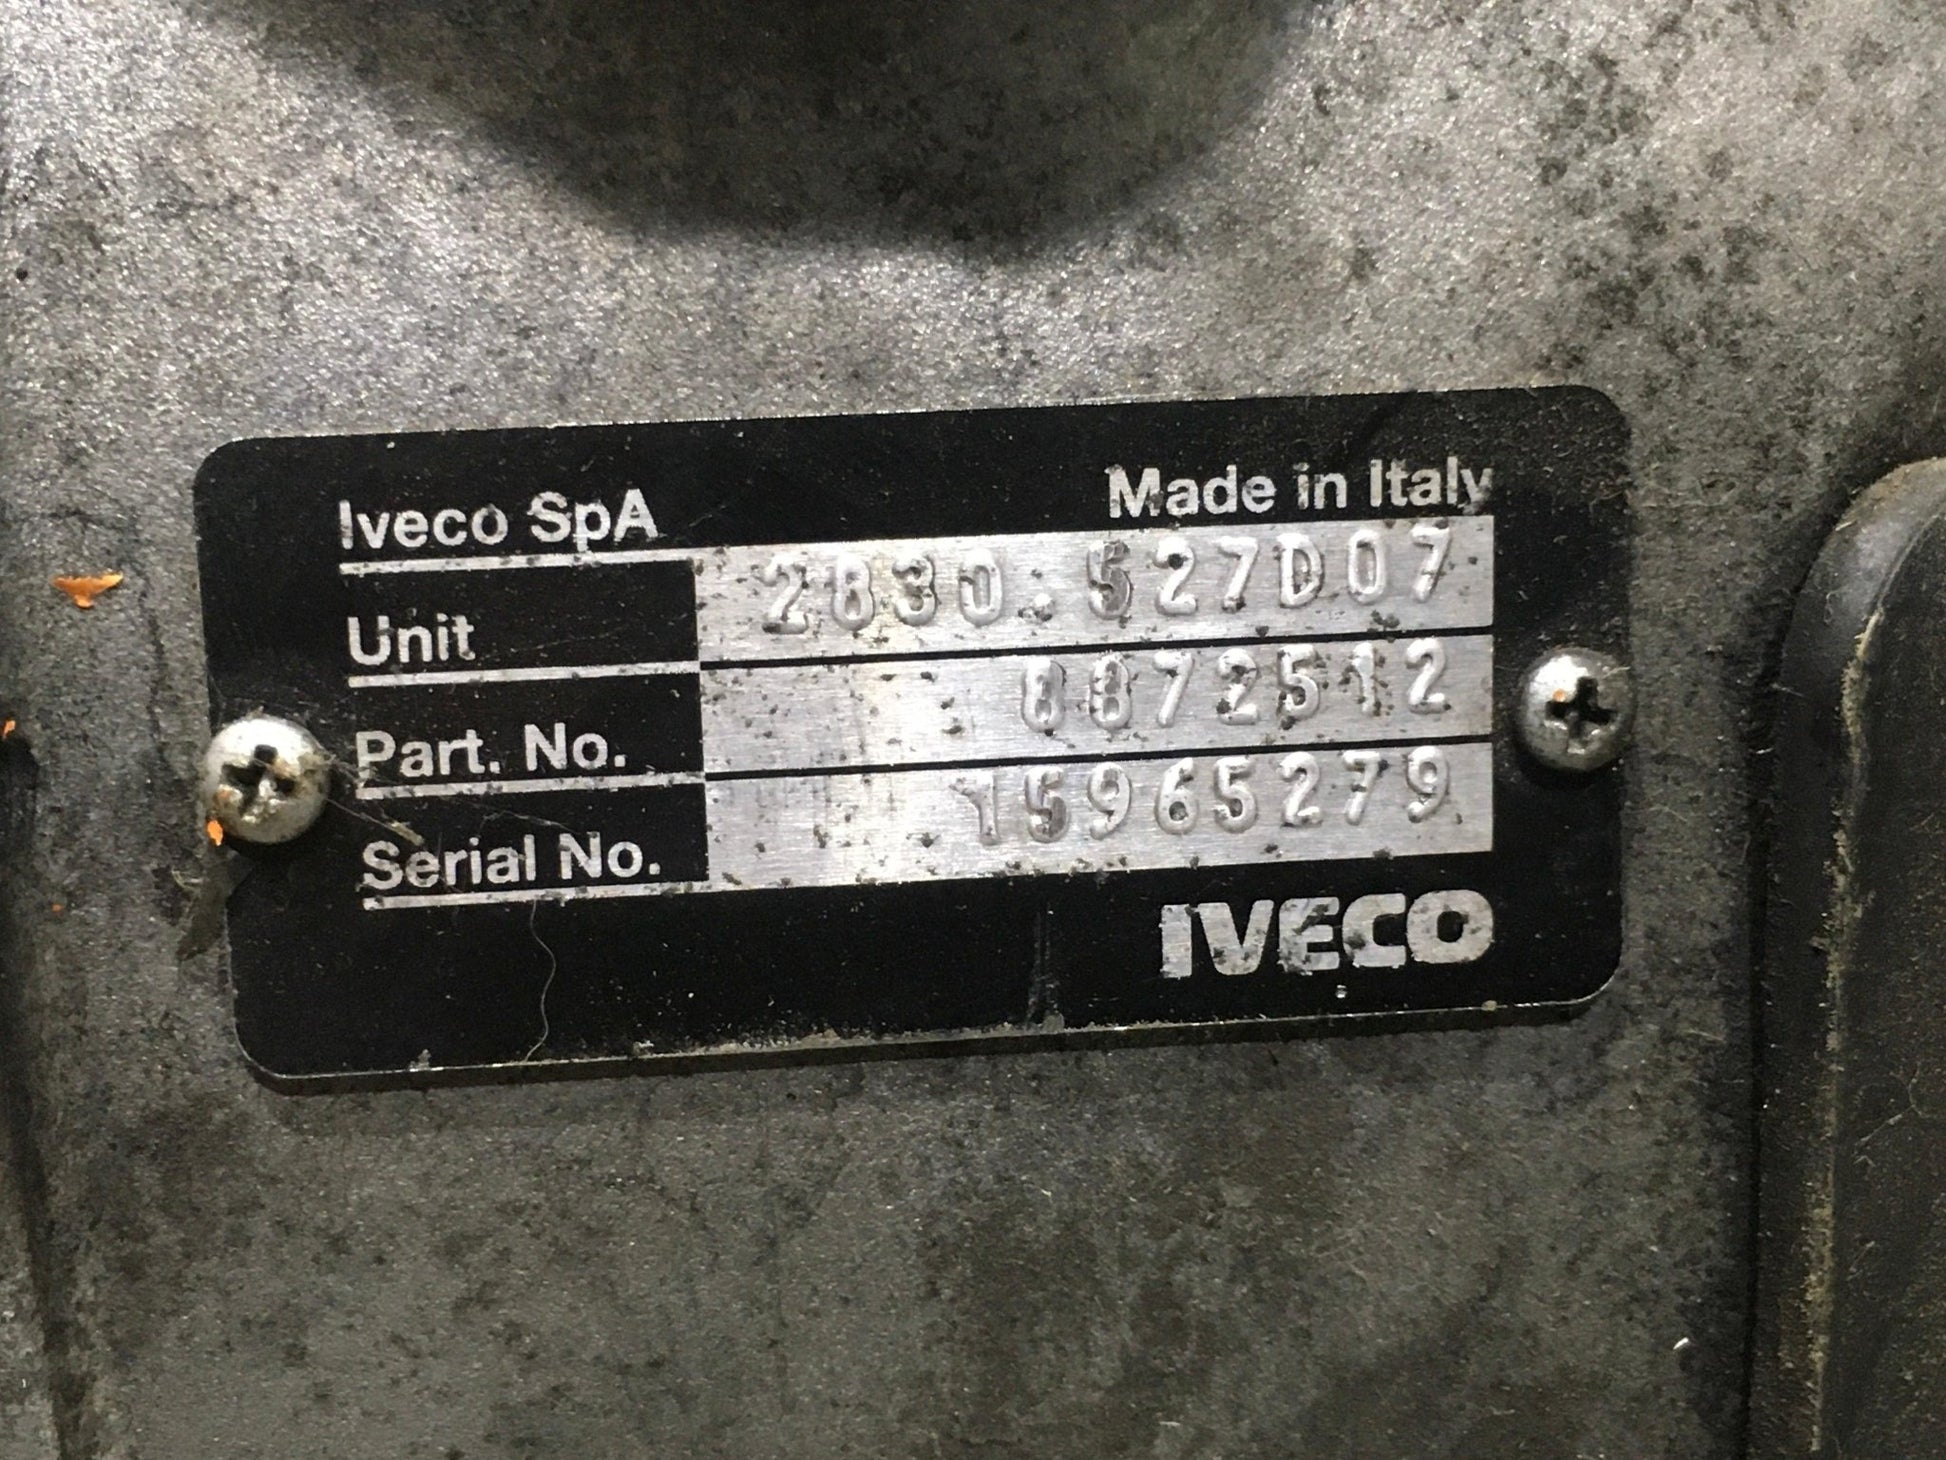 Iveco SpA Made in Italy
Unit 2830.527D07
Part. No. 8872512
Serial No. 15965279
IVECO